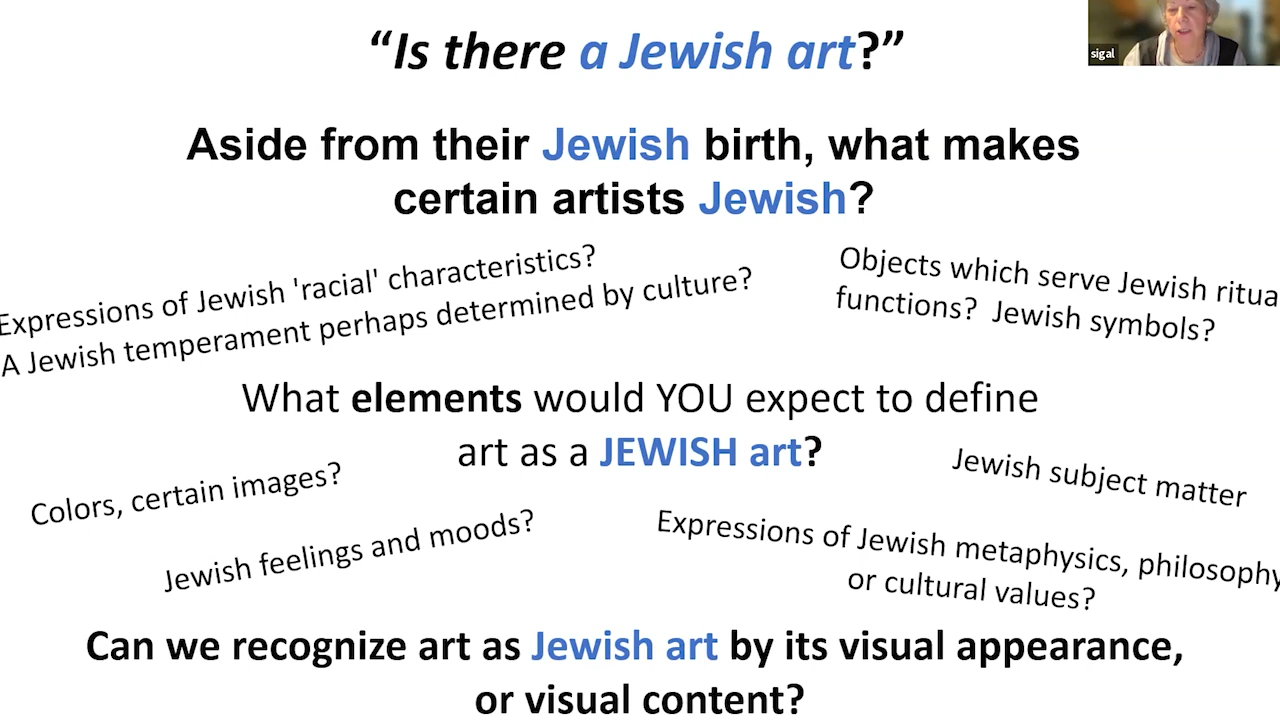 “Is there a Jewish art?”
sigal
Aside from their Jewish birth, what makes
certain artists Jewish?
Expressions of Jewish 'racial' characteristics?
A Jewish temperament perhaps determined by culture?
Objects which serve Jewish ritua
functions? Jewish symbols?
What elements would YOU expect to define
art as a JEWISH art?
Colors, certain images?
Jewish subject matter
Jewish feelings and moods?
Expressions of Jewish metaphysics, philosophy
or cultural values?
Can we recognize art as Jewish art by its visual appearance,
or visual content?